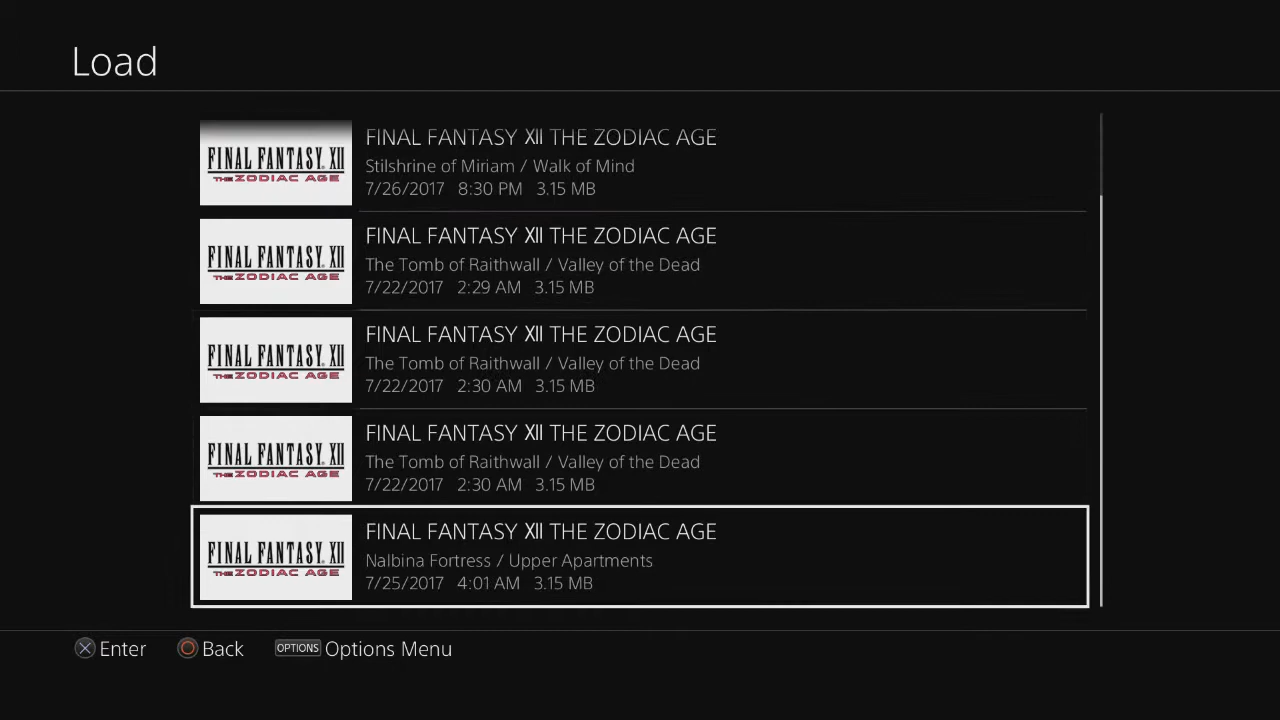 Load
FINAL FANTASY XII
THE ZODIAC AGE
FINAL FANTASY XII THE ZODIAC AGE
Stilshrine of Miriam / Walk of Mind
7/26/2017 8:30 PM 3.15 MB
FINAL FANTASY XII
THE ZODIAC AGE
FINAL FANTASY XII THE ZODIAC AGE
The Tomb of Raithwall / Valley of the Dead
7/22/2017 2:29 AM 3.15 MB
FINAL FANTASY XII
THE ZODIAC AGE
FINAL FANTASY XII THE ZODIAC AGE
The Tomb of Raithwall / Valley of the Dead
7/22/2017 2:30 AM 3.15 MB
FINAL FANTASY XII
THE ZODIAC AGE
FINAL FANTASY XII THE ZODIAC AGE
The Tomb of Raithwall / Valley of the Dead
7/22/2017 2:30 AM 3.15 MB
FINAL FANTASY XII
THE ZODIAC AGE
FINAL FANTASY XII THE ZODIAC AGE
Nalbina Fortress / Upper Apartments
7/25/2017 4:01 AM 3.15 MB
Enter Back OPTIONS Options Menu